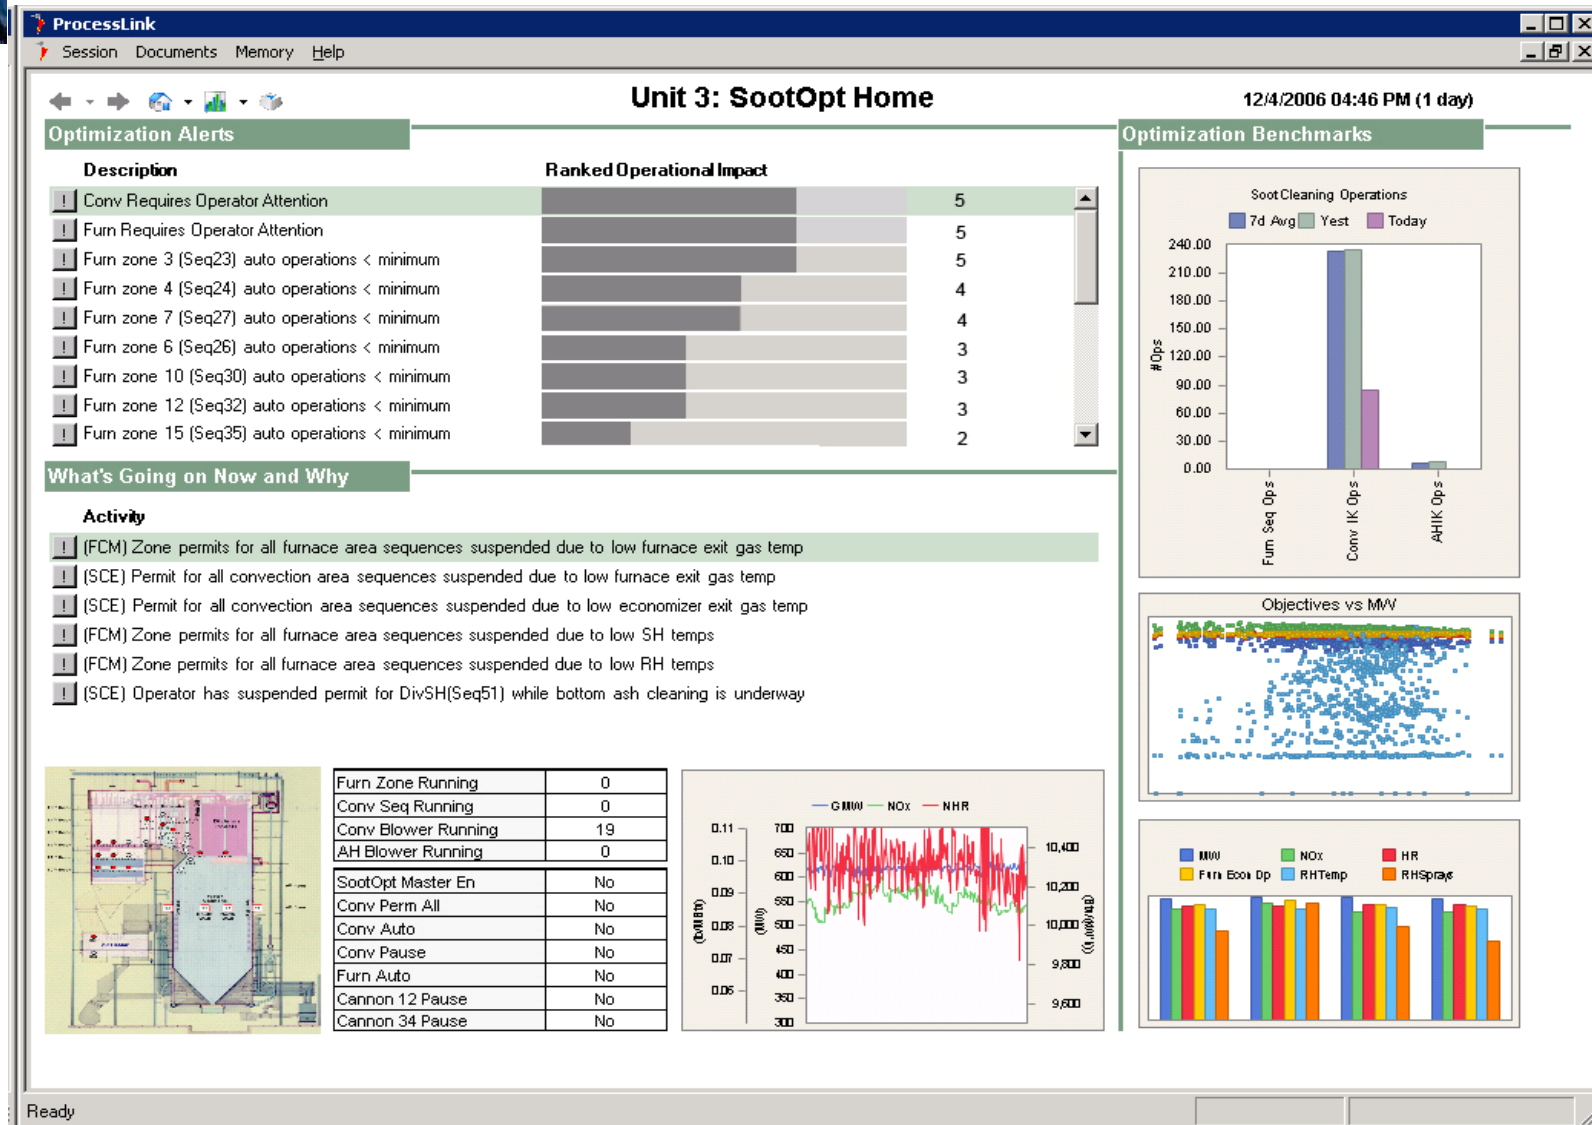 ProcessLink
Session Documents Memory Help
Unit 3: SootOpt Home
12/4/2006 04:46 PM (1 day)
Optimization Alerts
Description Ranked Operational Impact
! Conv Requires Operator Attention 5
! Furn Requires Operator Attention 5
! Furn zone 3 (Seq23) auto operations < minimum 5
! Furn zone 4 (Seq24) auto operations < minimum 4
! Furn zone 7 (Seq27) auto operations < minimum 4
! Furn zone 6 (Seq26) auto operations < minimum 3
! Furn zone 10 (Seq30) auto operations < minimum 3
! Furn zone 12 (Seq32) auto operations < minimum 3
! Furn zone 15 (Seq35) auto operations < minimum 2
What's Going on Now and Why
Activity
! (FCM) Zone permits for all furnace area sequences suspended due to low furnace exit gas temp
! (SCE) Permit for all convection area sequences suspended due to low furnace exit gas temp
! (SCE) Permit for all convection area sequences suspended due to low economizer exit gas temp
! (FCM) Zone permits for all furnace area sequences suspended due to low SH temps
! (FCM) Zone permits for all furnace area sequences suspended due to low RH temps
! (SCE) Operator has suspended permit for DivSH(Seq51) while bottom ash cleaning is underway
Furn Zone Running 0
Conv Seq Running 0
Conv Blower Running 19
AH Blower Running 0
SootOpt Master En No
Conv Perm All No
Conv Auto No
Conv Pause No
Furn Auto No
Cannon 12 Pause No
Cannon 34 Pause No
GMW NOx NHR
0.11
0.10
0.09
0.08
0.07
0.06
(lb/MBtu)
700
650
600
550
500
450
400
350
300
(MW)
10,400
10,200
10,000
9,800
9,600
Optimization Benchmarks
Soot Cleaning Operations
7d Avg Yest Today
240.00
210.00
180.00
150.00
120.00
90.00
60.00
30.00
0.00
#Ops
Furn Seq Ops
Conv IK Ops
AHIK Ops
Objectives vs MW
MW NOx HR
Furn Econ Dp RHTemp RHSprays
Ready